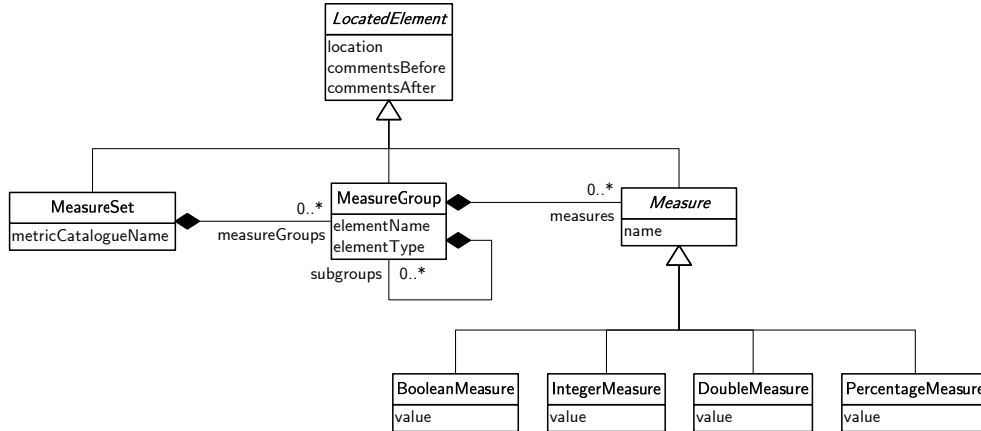 LocatedElement
location
commentsBefore
commentsAfter
MeasureSet
metricCatalogueName
0..*
measureGroups
MeasureGroup
elementName
elementType
subgroups
0..*
0..*
measures
Measure
name
BooleanMeasure
value
IntegerMeasure
value
DoubleMeasure
value
PercentageMeasure
value